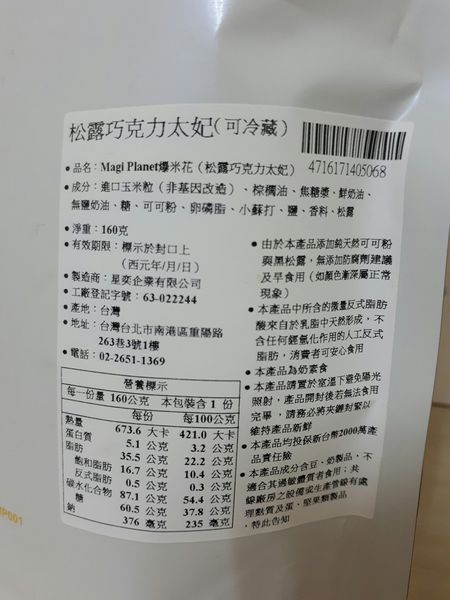 松露巧克力太妃(可冷藏)
4716171405068
• 品名：Magi Planet爆米花（松露巧克力太妃）
• 成分：進口玉米粒（非基因改造）、棕櫚油、焦糖漿、鮮奶油、
無鹽奶油、糖、可可粉、卵磷脂、小蘇打、鹽、香料、松露
• 淨重：160克
• 有效期限：標示於封口上
（西元年/月/日）
• 製造商：星奕企業有限公司
• 工廠登記字號：63-022244
• 產地：台灣
• 地址：台灣台北市南港區重陽路
263巷3號1樓
• 電話：02-2651-1369
營養標示
每一份量 160公克 本包裝含 1 份
每份 每100公克
熱量 673.6 大卡 421.0 大卡
蛋白質 5.1 公克 3.2 公克
脂肪 35.5 公克 22.2 公克
飽和脂肪 16.7 公克 10.4 公克
反式脂肪 0.5 公克 0.3 公克
碳水化合物 87.1 公克 54.4 公克
糖 60.5 公克 37.8 公克
鈉 376 毫克 235 毫克
• 由於本產品添加純天然可可粉
與黑松露，無添加防腐劑建議
及早食用（如顏色漸深屬正常
現象）
• 本產品中所含的微量反式脂肪
酸來自於乳脂中天然形成，不
含任何經氫化作用的人工反式
脂肪，消費者可安心食用
• 本產品為奶素食
• 本產品請置於室溫下避免陽光
照射，產品開封後若無法食用
完畢，請務必將夾鏈封緊以
維持產品新鮮
• 本產品均投保新台幣2000萬產
品責任險
• 本產品成分含豆、奶製品，不
適合其過敏體質者食用；共
線廠房之設備或生產管線有處
理麩質及蛋、堅果類製品
，特此告知
IP001